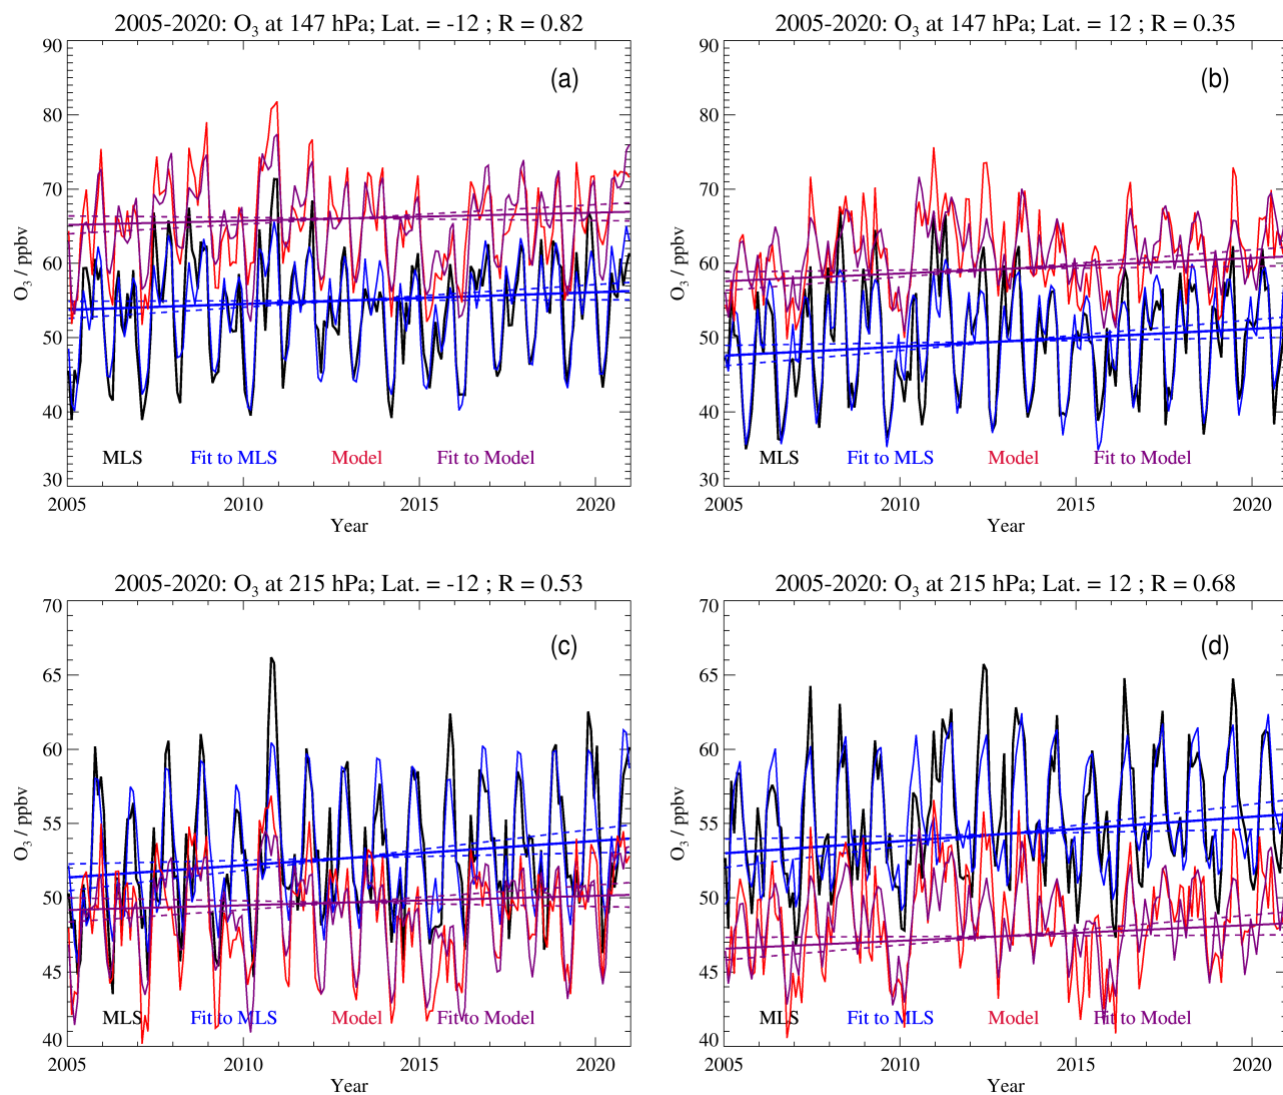 2005-2020: O₃ at 147 hPa; Lat. = -12 ; R = 0.82
(a)
90
80
70
60
50
40
30
O₃ / ppbv
MLS Fit to MLS Model Fit to Model
2005 2010 2015 2020
Year
2005-2020: O₃ at 147 hPa; Lat. = 12 ; R = 0.35
(b)
90
80
70
60
50
40
30
O₃ / ppbv
MLS Fit to MLS Model Fit to Model
2005 2010 2015 2020
Year
2005-2020: O₃ at 215 hPa; Lat. = -12 ; R = 0.53
(c)
70
65
60
55
50
45
40
O₃ / ppbv
MLS Fit to MLS Model Fit to Model
2005 2010 2015 2020
Year
2005-2020: O₃ at 215 hPa; Lat. = 12 ; R = 0.68
(d)
70
65
60
55
50
45
40
O₃ / ppbv
MLS Fit to MLS Model Fit to Model
2005 2010 2015 2020
Year